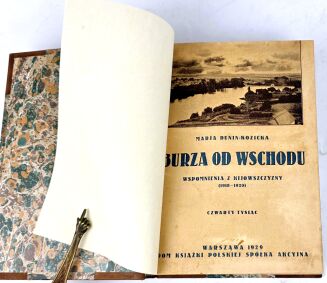 MARJA DUNIN-KOZICKA
BURZA OD WSCHODU
WSPOMNIENIA Z KIJOWSZCZYZNY
(1918-1920)
CZWARTY TYSIĄC
WARSZAWA 1929
DOM KSIĄŻKI POLSKIEJ SPÓŁKA AKCYJNA